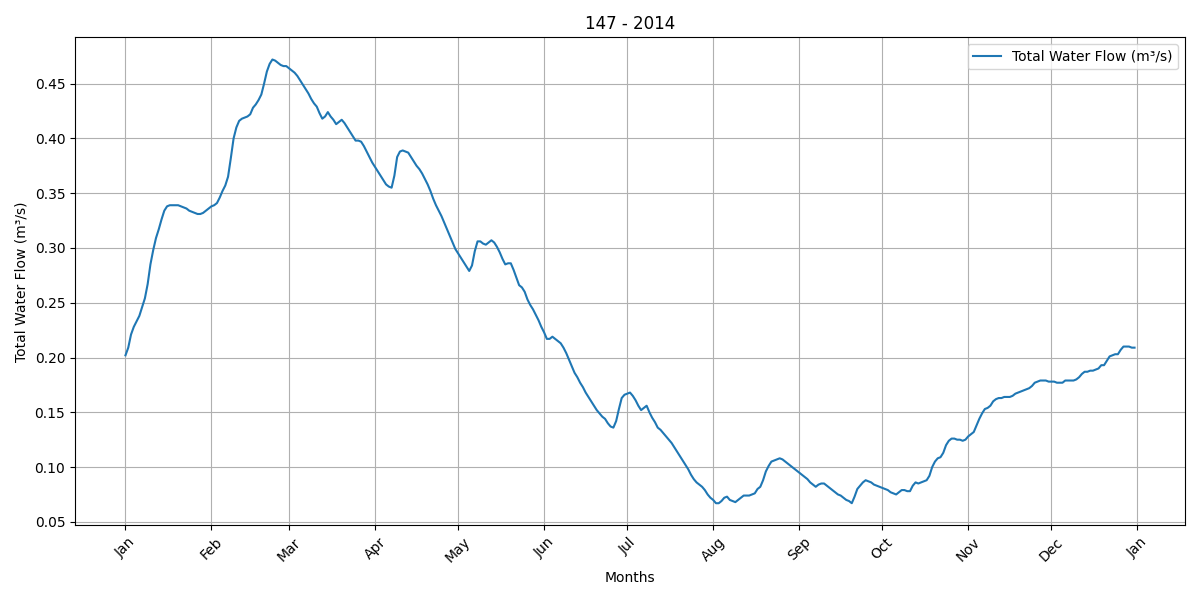 147 - 2014
Total Water Flow (m³/s)
Total Water Flow (m³/s)
0.45
0.40
0.35
0.30
0.25
0.20
0.15
0.10
0.05
Jan Feb Mar Apr May Jun Jul Aug Sep Oct Nov Dec Jan
Months